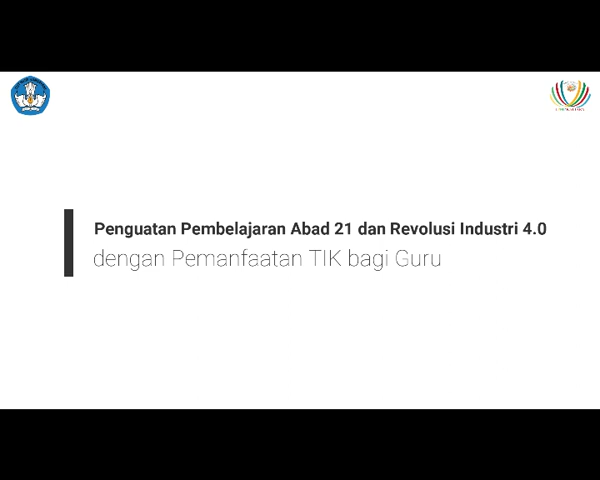 Penguatan Pembelajaran Abad 21 dan Revolusi Industri 4.0
dengan Pemanfaatan TIK bagi Guru